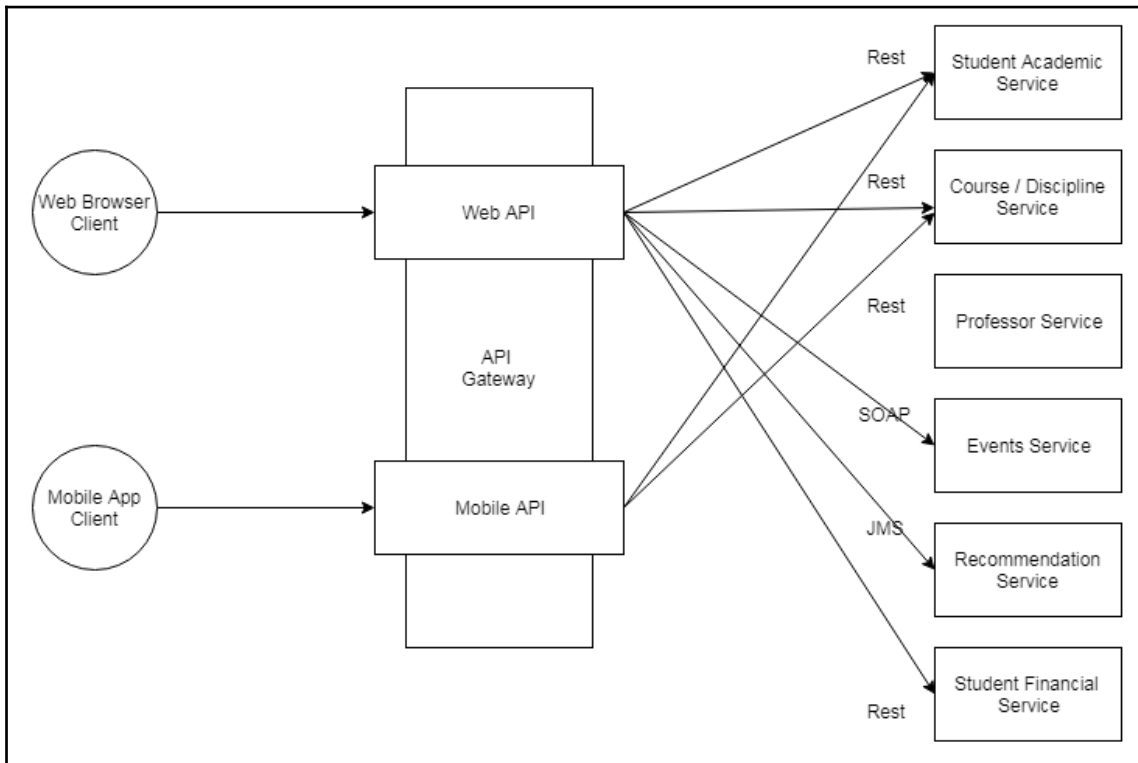 Web Browser
Client
Mobile App
Client
Web API
API
Gateway
Mobile API
Rest
Student Academic
Service
Rest
Course / Discipline
Service
Rest
Professor Service
SOAP
Events Service
JMS
Recommendation
Service
Rest
Student Financial
Service